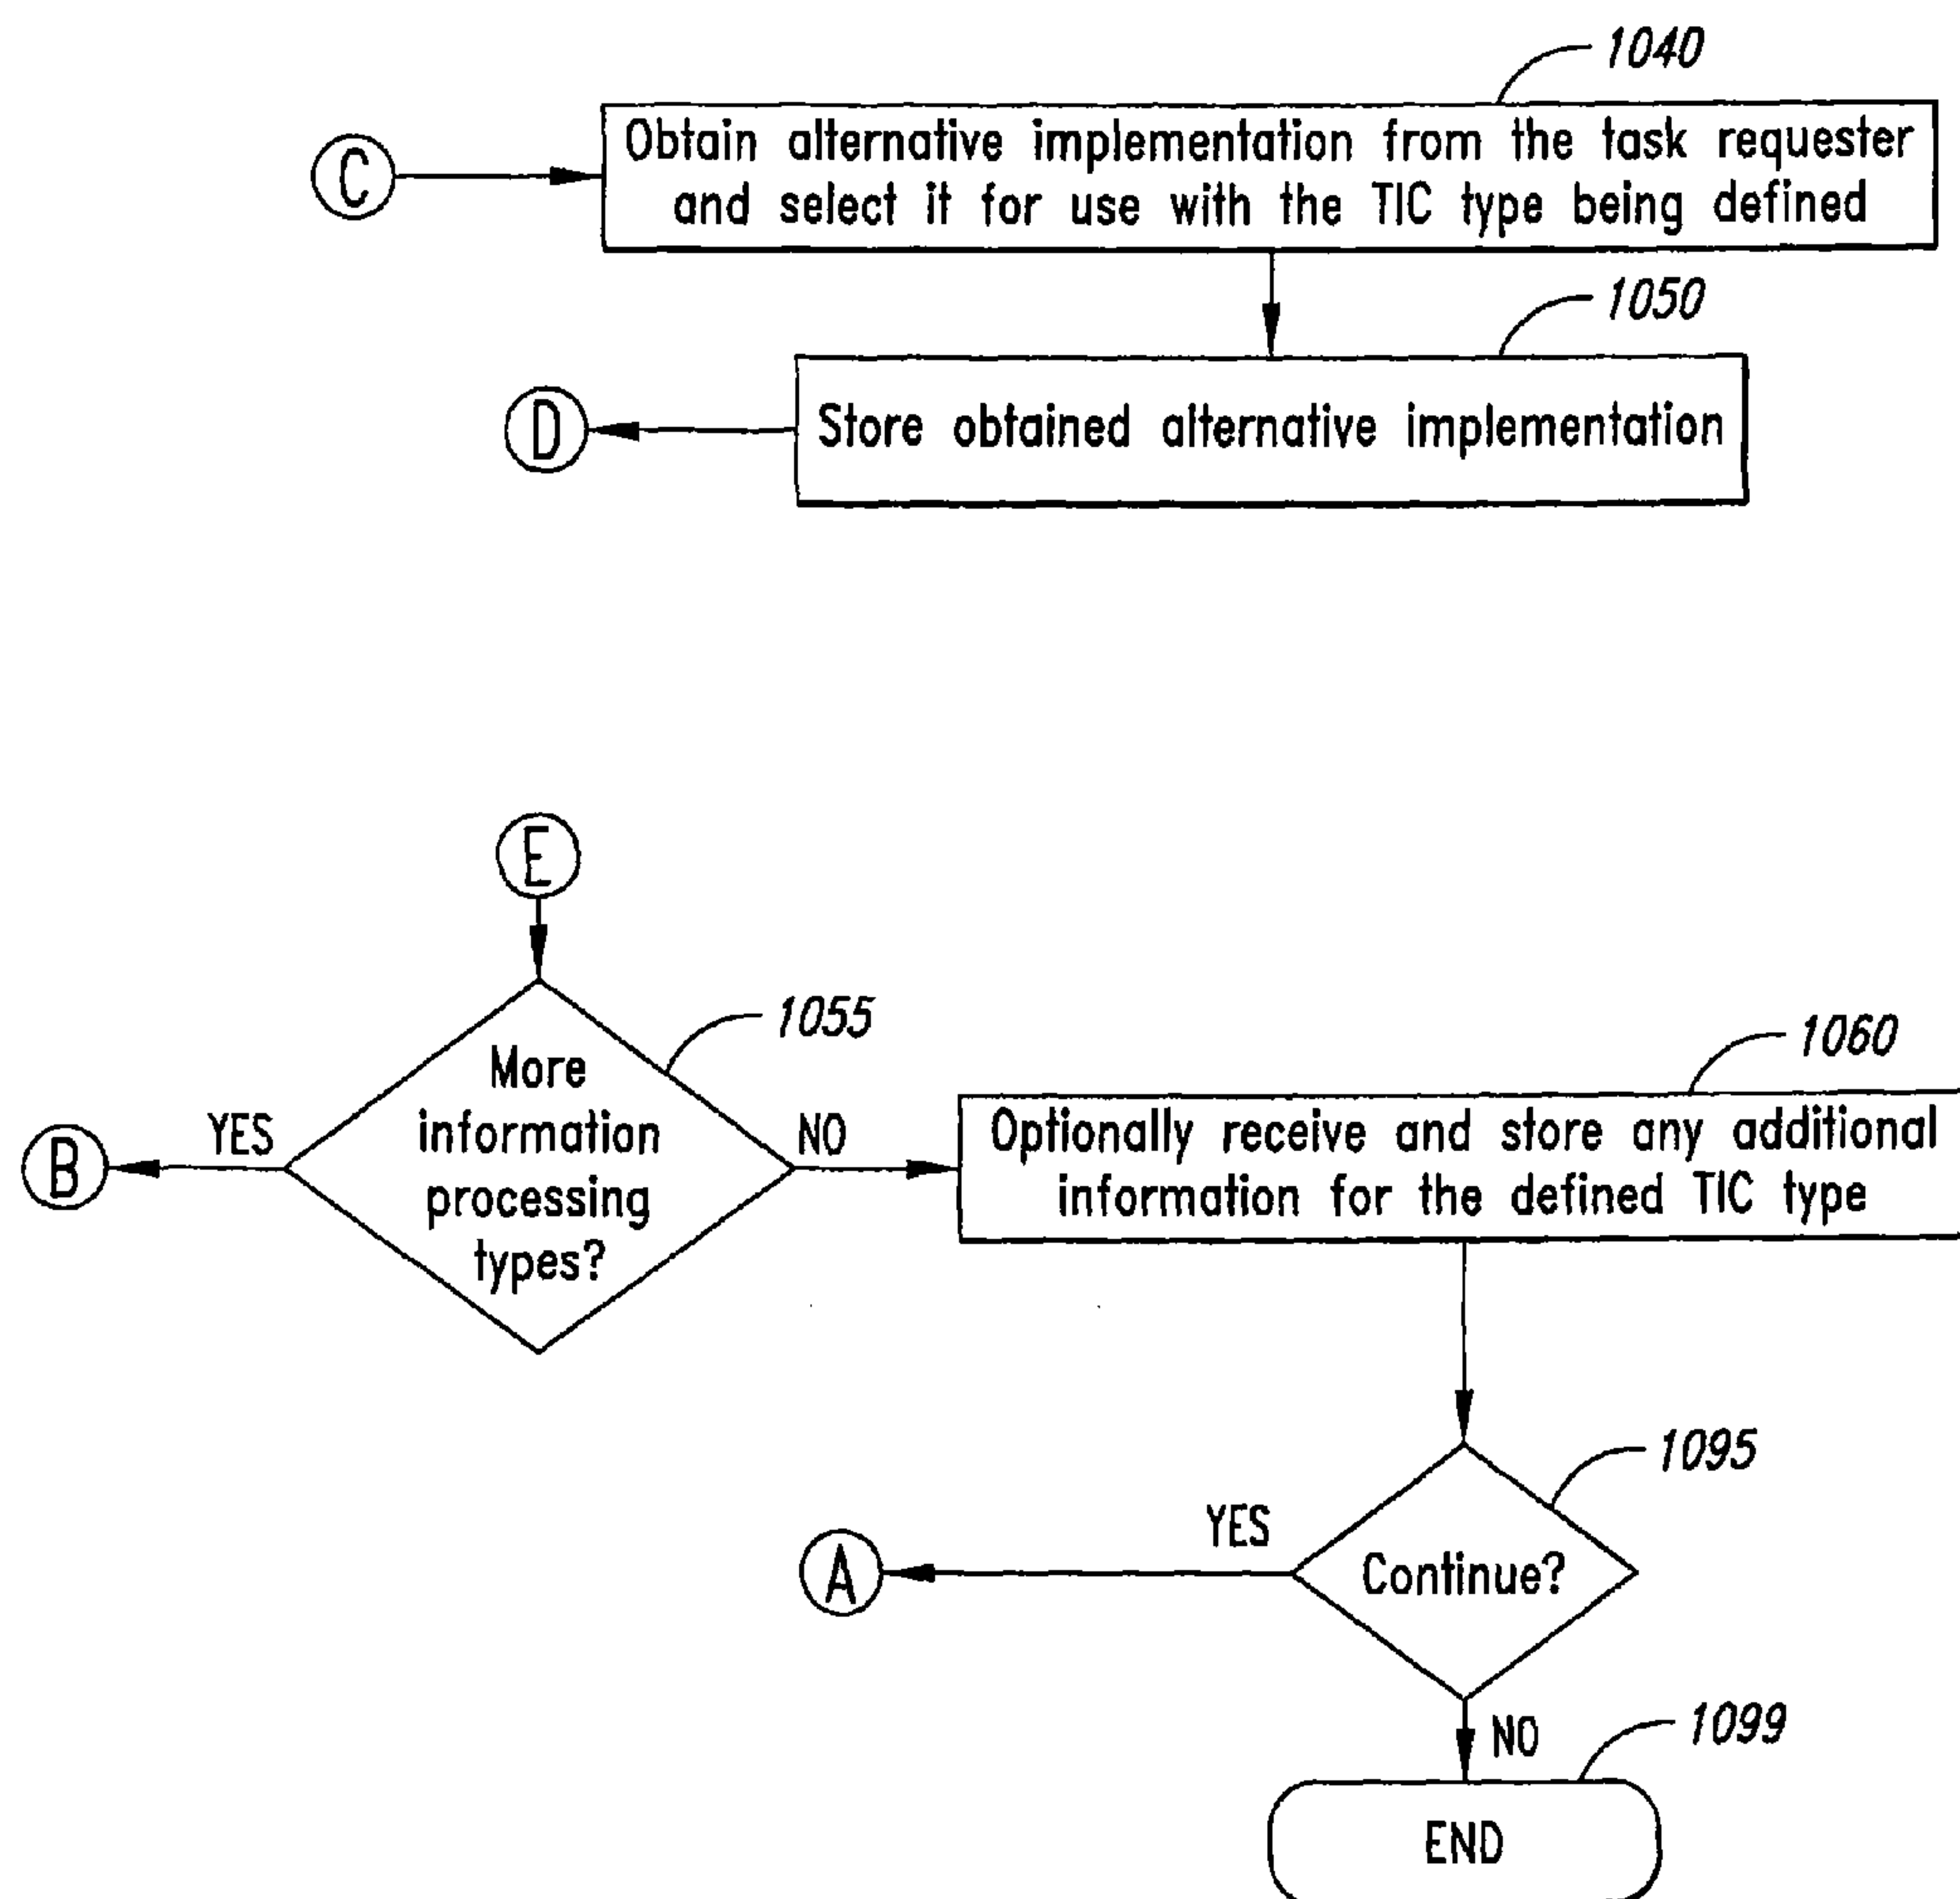 1040
C
Obtain alternative implementation from the task requester
and select it for use with the TIC type being defined
1050
D
Store obtained alternative implementation
E
1055
More
information
processing
types?
YES
B
NO
1060
Optionally receive and store any additional
information for the defined TIC type
1095
YES
A
Continue?
NO
1099
END